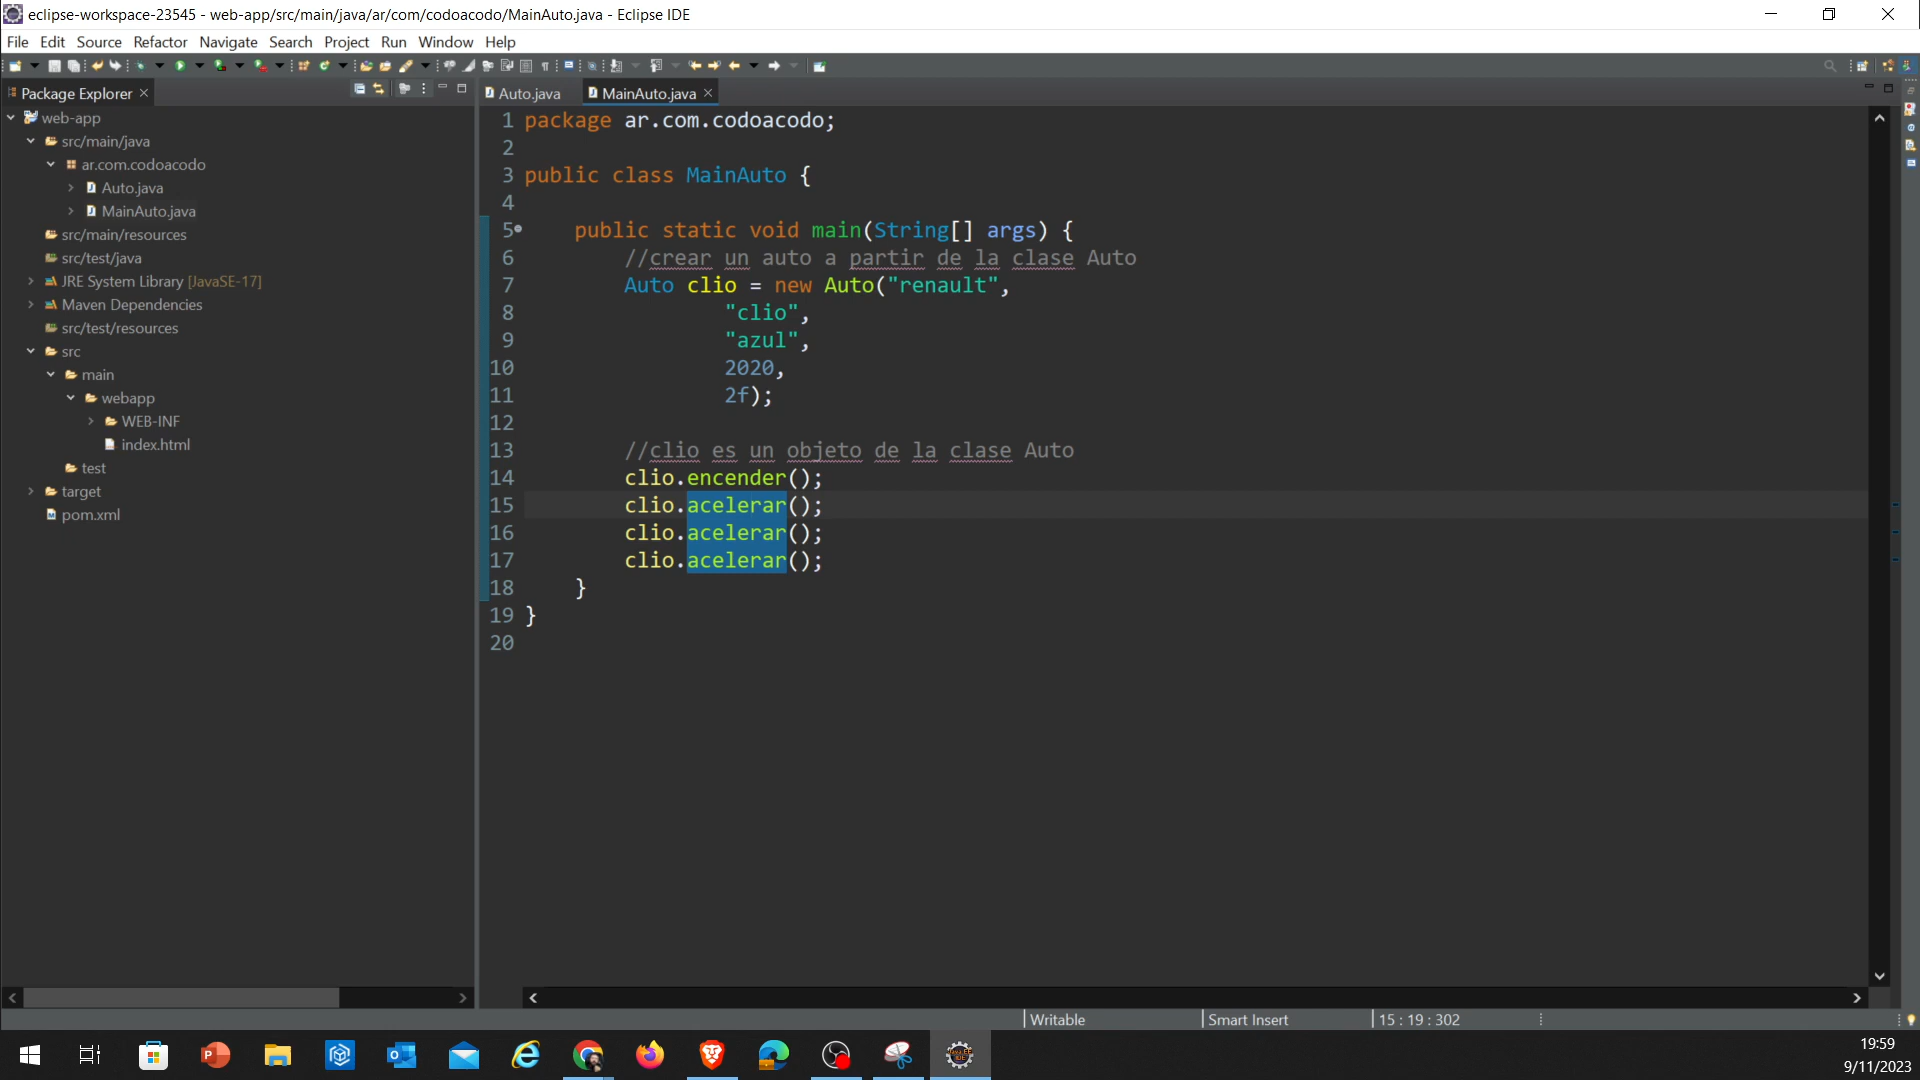 eclipse-workspace-23545 - web-app/src/main/java/ar/com/codoacodo/MainAuto.java - Eclipse IDE
File Edit Source Refactor Navigate Search Project Run Window Help
Package Explorer
web-app
src/main/java
ar.com.codoacodo
Auto.java
MainAuto.java
src/main/resources
src/test/java
JRE System Library [JavaSE-17]
Maven Dependencies
src/test/resources
src
main
webapp
WEB-INF
index.html
test
target
pom.xml
Auto.java MainAuto.java
1 package ar.com.codoacodo;
2
3 public class MainAuto {
4
5 public static void main(String[] args) {
6 //crear un auto a partir de la clase Auto
7 Auto clio = new Auto("renault",
8 "clio",
9 "azul",
10 2020,
11 2f);
12
13 //clio es un objeto de la clase Auto
14 clio.encender();
15 clio.acelerar();
16 clio.acelerar();
17 clio.acelerar();
18 }
19 }
20
Writable Smart Insert 15 : 19 : 302
19:59
9/11/2023